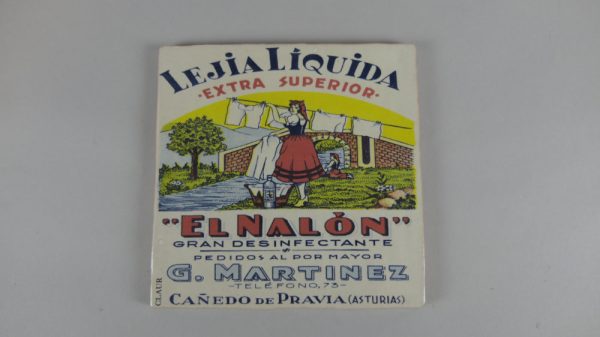 LEJIA LÍQUIDA
·EXTRA SUPERIOR·
"EL NALÓN"
GRAN DESINFECTANTE
PEDIDOS AL POR MAYOR
G. MARTINEZ
-TELÉFONO, 73-
CAÑEDO DE PRAVIA (ASTURIAS)
CLAUR